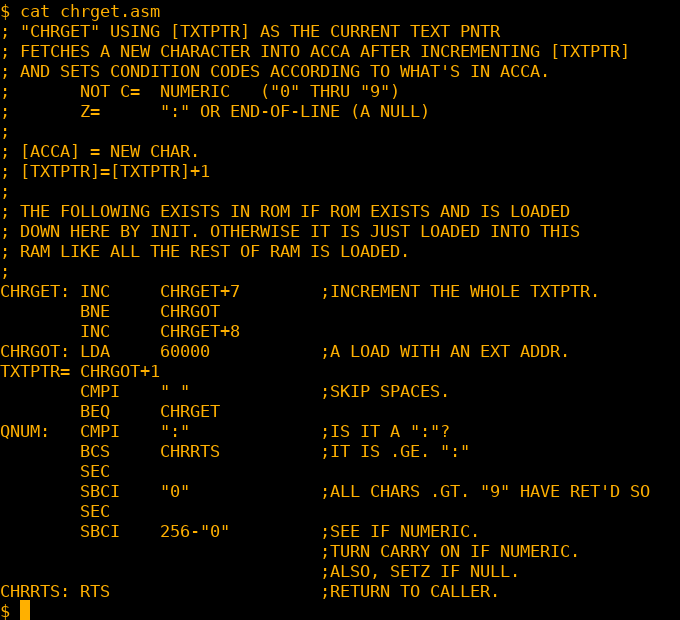 $ cat chrget.asm
; "CHRGET" USING [TXTPTR] AS THE CURRENT TEXT PNTR
; FETCHES A NEW CHARACTER INTO ACCA AFTER INCREMENTING [TXTPTR]
; AND SETS CONDITION CODES ACCORDING TO WHAT'S IN ACCA.
;       NOT C=  NUMERIC   ("0" THRU "9")
;       Z=      ":" OR END-OF-LINE (A NULL)
;
; [ACCA] = NEW CHAR.
; [TXTPTR]=[TXTPTR]+1
;
; THE FOLLOWING EXISTS IN ROM IF ROM EXISTS AND IS LOADED
; DOWN HERE BY INIT. OTHERWISE IT IS JUST LOADED INTO THIS
; RAM LIKE ALL THE REST OF RAM IS LOADED.
;
CHRGET: INC     CHRGET+7        ;INCREMENT THE WHOLE TXTPTR.
        BNE     CHRGOT
        INC     CHRGET+8
CHRGOT: LDA     60000           ;A LOAD WITH AN EXT ADDR.
TXTPTR= CHRGOT+1
        CMPI    " "             ;SKIP SPACES.
        BEQ     CHRGET
QNUM:   CMPI    ":"             ;IS IT A ":"?
        BCS     CHRRTS          ;IT IS .GE. ":"
        SEC
        SBCI    "0"             ;ALL CHARS .GT. "9" HAVE RET'D SO
        SEC
        SBCI    256-"0"         ;SEE IF NUMERIC.
                                ;TURN CARRY ON IF NUMERIC.
                                ;ALSO, SETZ IF NULL.
CHRRTS: RTS                     ;RETURN TO CALLER.
$